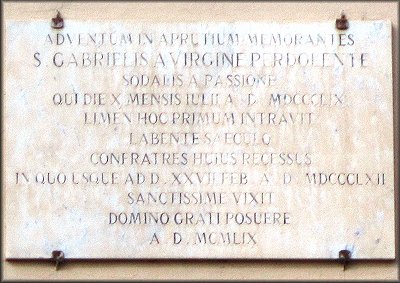 ADVENTUM IN APRUTIUM MEMORANTES
S. GABRIELIS A VIRGINE PERDOLENTE
SODALIS A PASSIONE
QUI DIE X MENSIS IULII A. D. MDCCCLIX
LIMEN HOC PRIMUM INTRAVIT
LABENTE SAECULO
CONFRATRES HUIUS RECESSUS
IN QUO USQUE AD D. XXVII FEB. A. D. MDCCCLXII
SANCTISSIME VIXIT
DOMINO GRATI POSUERE
A. D. MCMLIX